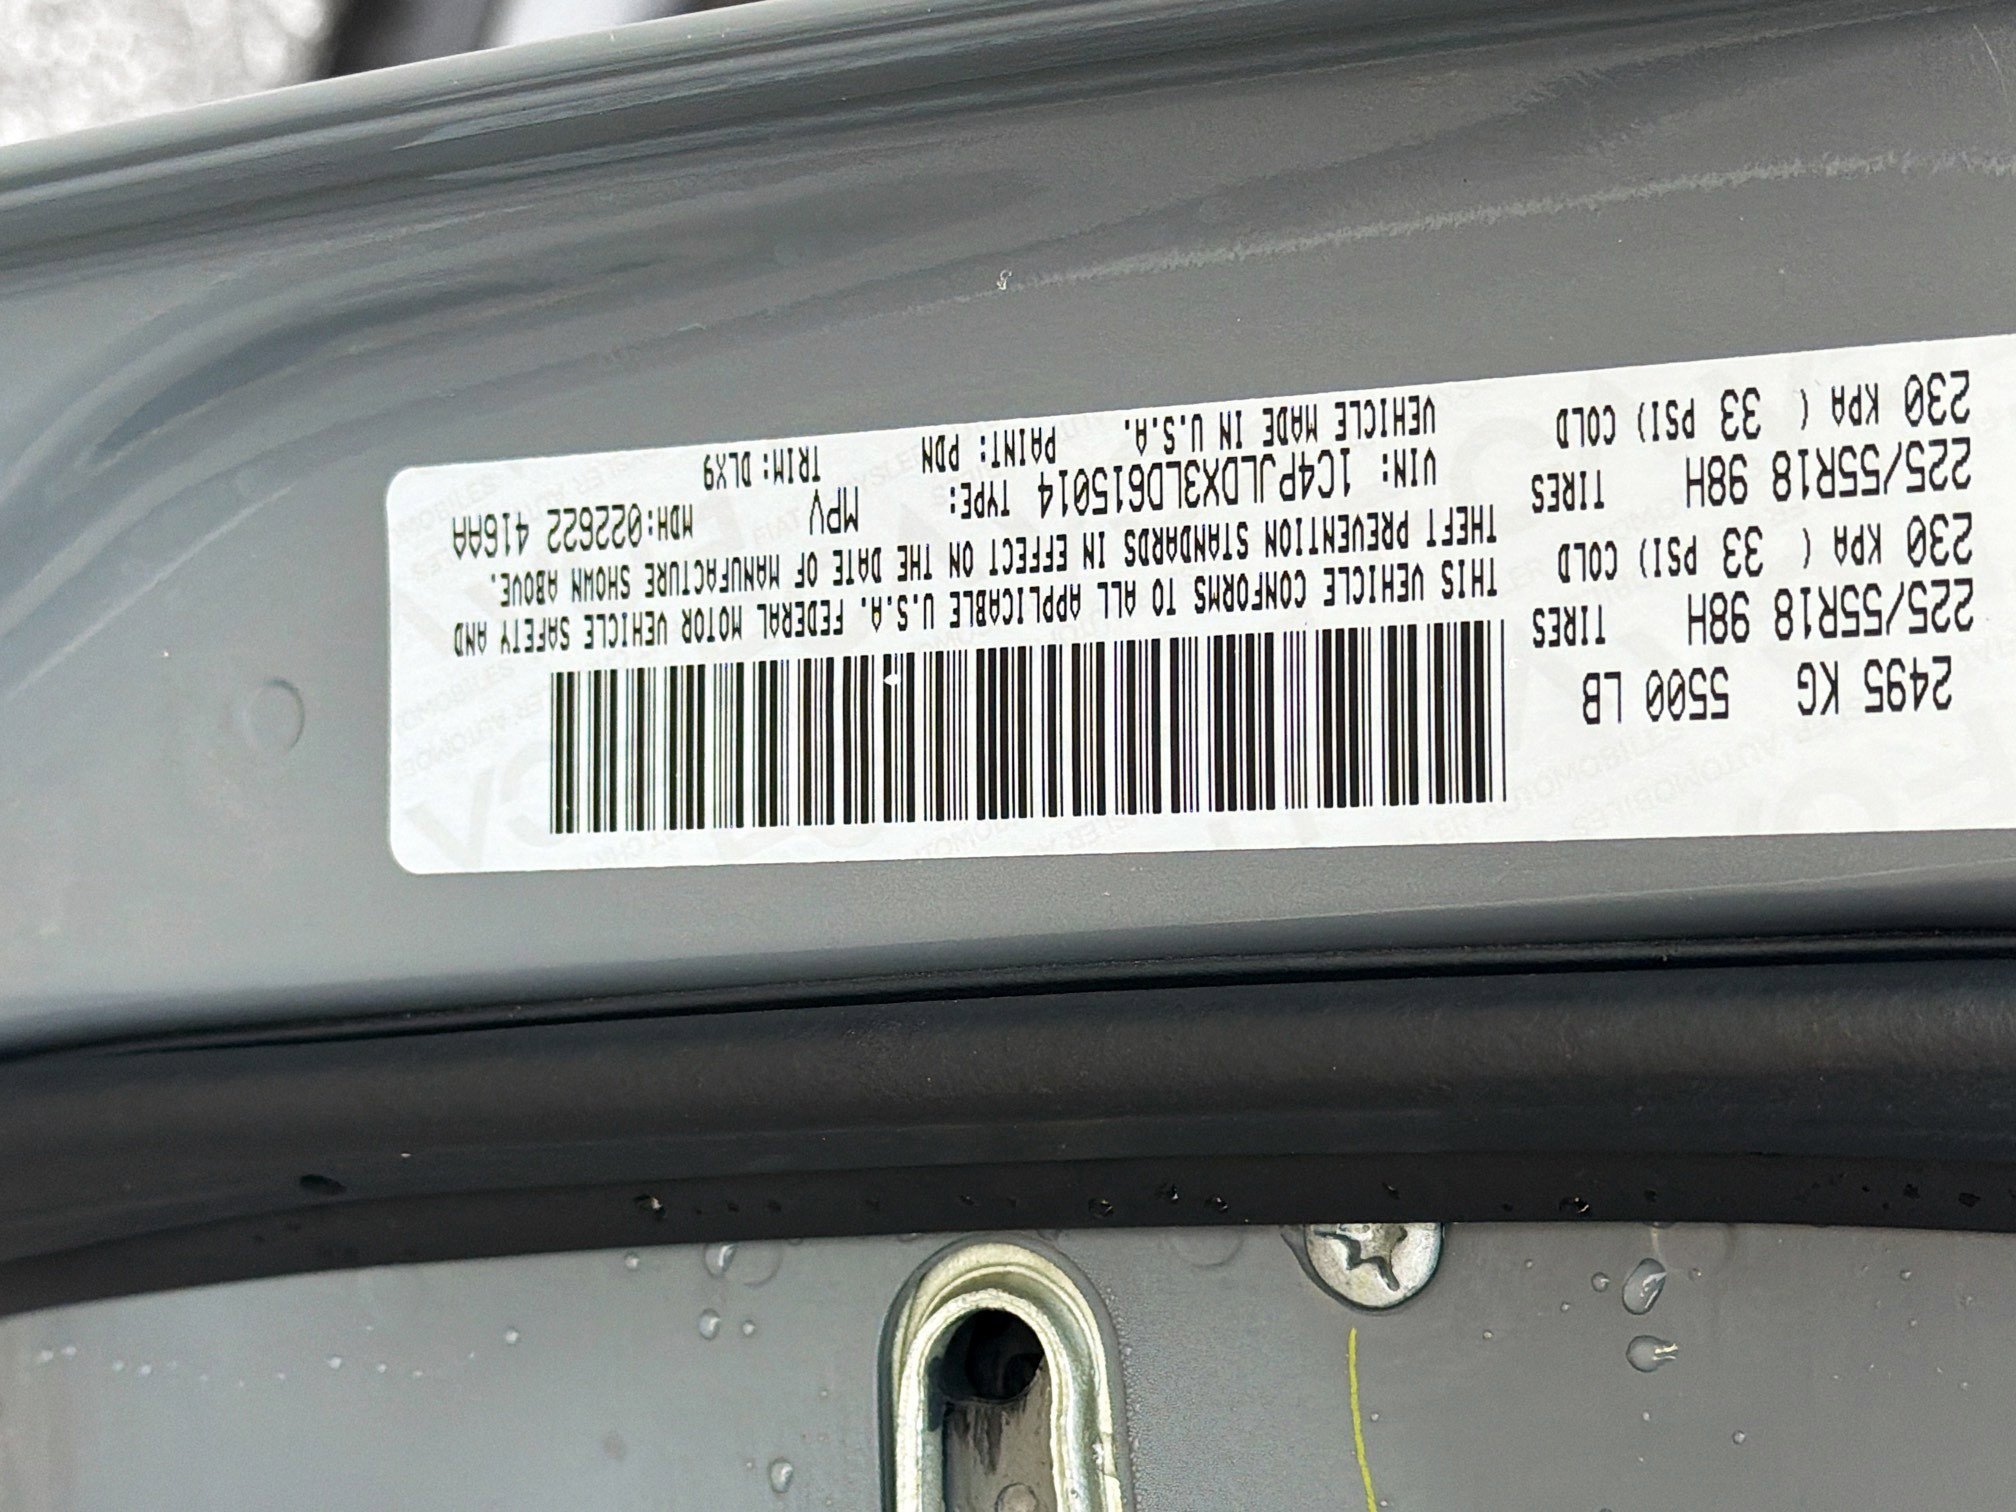 2495 KG 5500 LB
225/55R18 98H TIRES
230 KPA ( 33 PSI) COLD
225/55R18 98H TIRES
230 KPA ( 33 PSI) COLD
THIS VEHICLE CONFORMS TO ALL APPLICABLE U.S.A. FEDERAL MOTOR VEHICLE SAFETY AND
THEFT PREVENTION STANDARDS IN EFFECT ON THE DATE OF MANUFACTURE SHOWN ABOVE.
VIN: 1C4PJLDX3LD615014 TYPE: MPV MDH:022622 416AA
VEHICLE MADE IN U.S.A. PAINT: PDN TRIM: DLX9